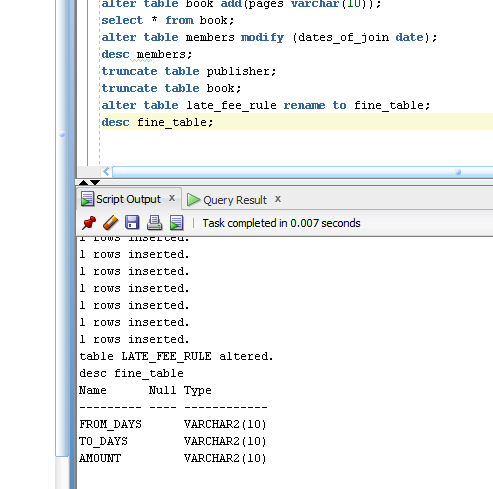 alter table book add(pages varchar(10));
select * from book;
alter table members modify (dates_of_join date);
desc members;
truncate table publisher;
truncate table book;
alter table late_fee_rule rename to fine_table;
desc fine_table;
Script Output x Query Result x
Task completed in 0.007 seconds
1 rows inserted.
1 rows inserted.
1 rows inserted.
1 rows inserted.
1 rows inserted.
1 rows inserted.
1 rows inserted.
table LATE_FEE_RULE altered.
desc fine_table
Name      Null Type
--------- ---- ------------
FROM_DAYS      VARCHAR2(10)
TO_DAYS        VARCHAR2(10)
AMOUNT         VARCHAR2(10)